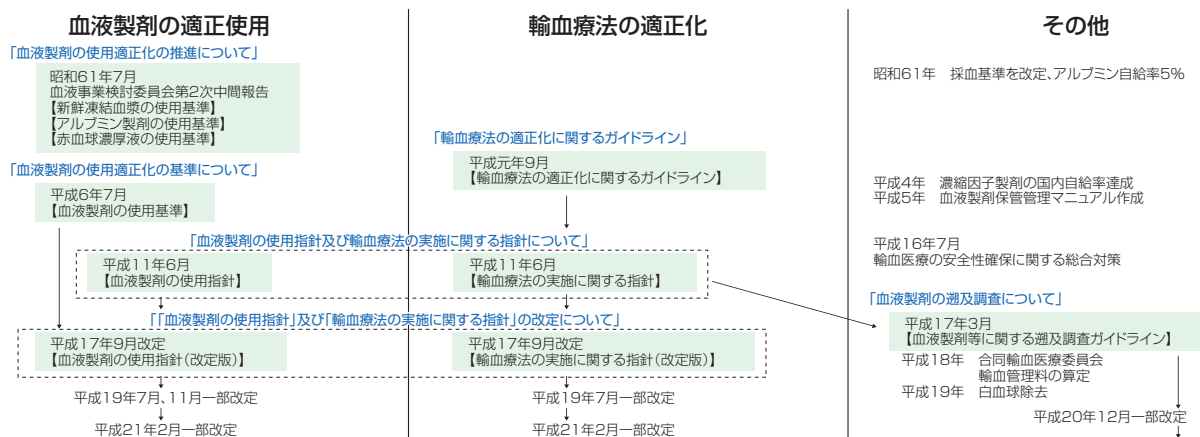 血液製剤の適正使用
「血液製剤の使用適正化の推進について」
昭和61年7月
血液事業検討委員会第2次中間報告
【新鮮凍結血漿の使用基準】
【アルブミン製剤の使用基準】
【赤血球濃厚液の使用基準】
「血液製剤の使用適正化の基準について」
平成6年7月
【血液製剤の使用基準】
輸血療法の適正化
「輸血療法の適正化に関するガイドライン」
平成元年9月
【輸血療法の適正化に関するガイドライン】
「血液製剤の使用指針及び輸血療法の実施に関する指針について」
平成11年6月
【血液製剤の使用指針】
平成11年6月
【輸血療法の実施に関する指針】
「「血液製剤の使用指針」及び「輸血療法の実施に関する指針」の改定について」
平成17年9月改定
【血液製剤の使用指針(改定版)】
平成17年9月改定
【輸血療法の実施に関する指針(改定版)】
平成19年7月、11月一部改定
平成21年2月一部改定
平成19年7月一部改定
平成21年2月一部改定
その他
昭和61年 採血基準を改定、アルブミン自給率5%
平成4年 濃縮因子製剤の国内自給率達成
平成5年 血液製剤保管管理マニュアル作成
平成16年7月
輸血医療の安全性確保に関する総合対策
「血液製剤の遡及調査について」
平成17年3月
【血液製剤等に関する遡及調査ガイドライン】
平成18年 合同輸血医療委員会
輸血管理料の算定
平成19年 白血球除去
平成20年12月一部改定